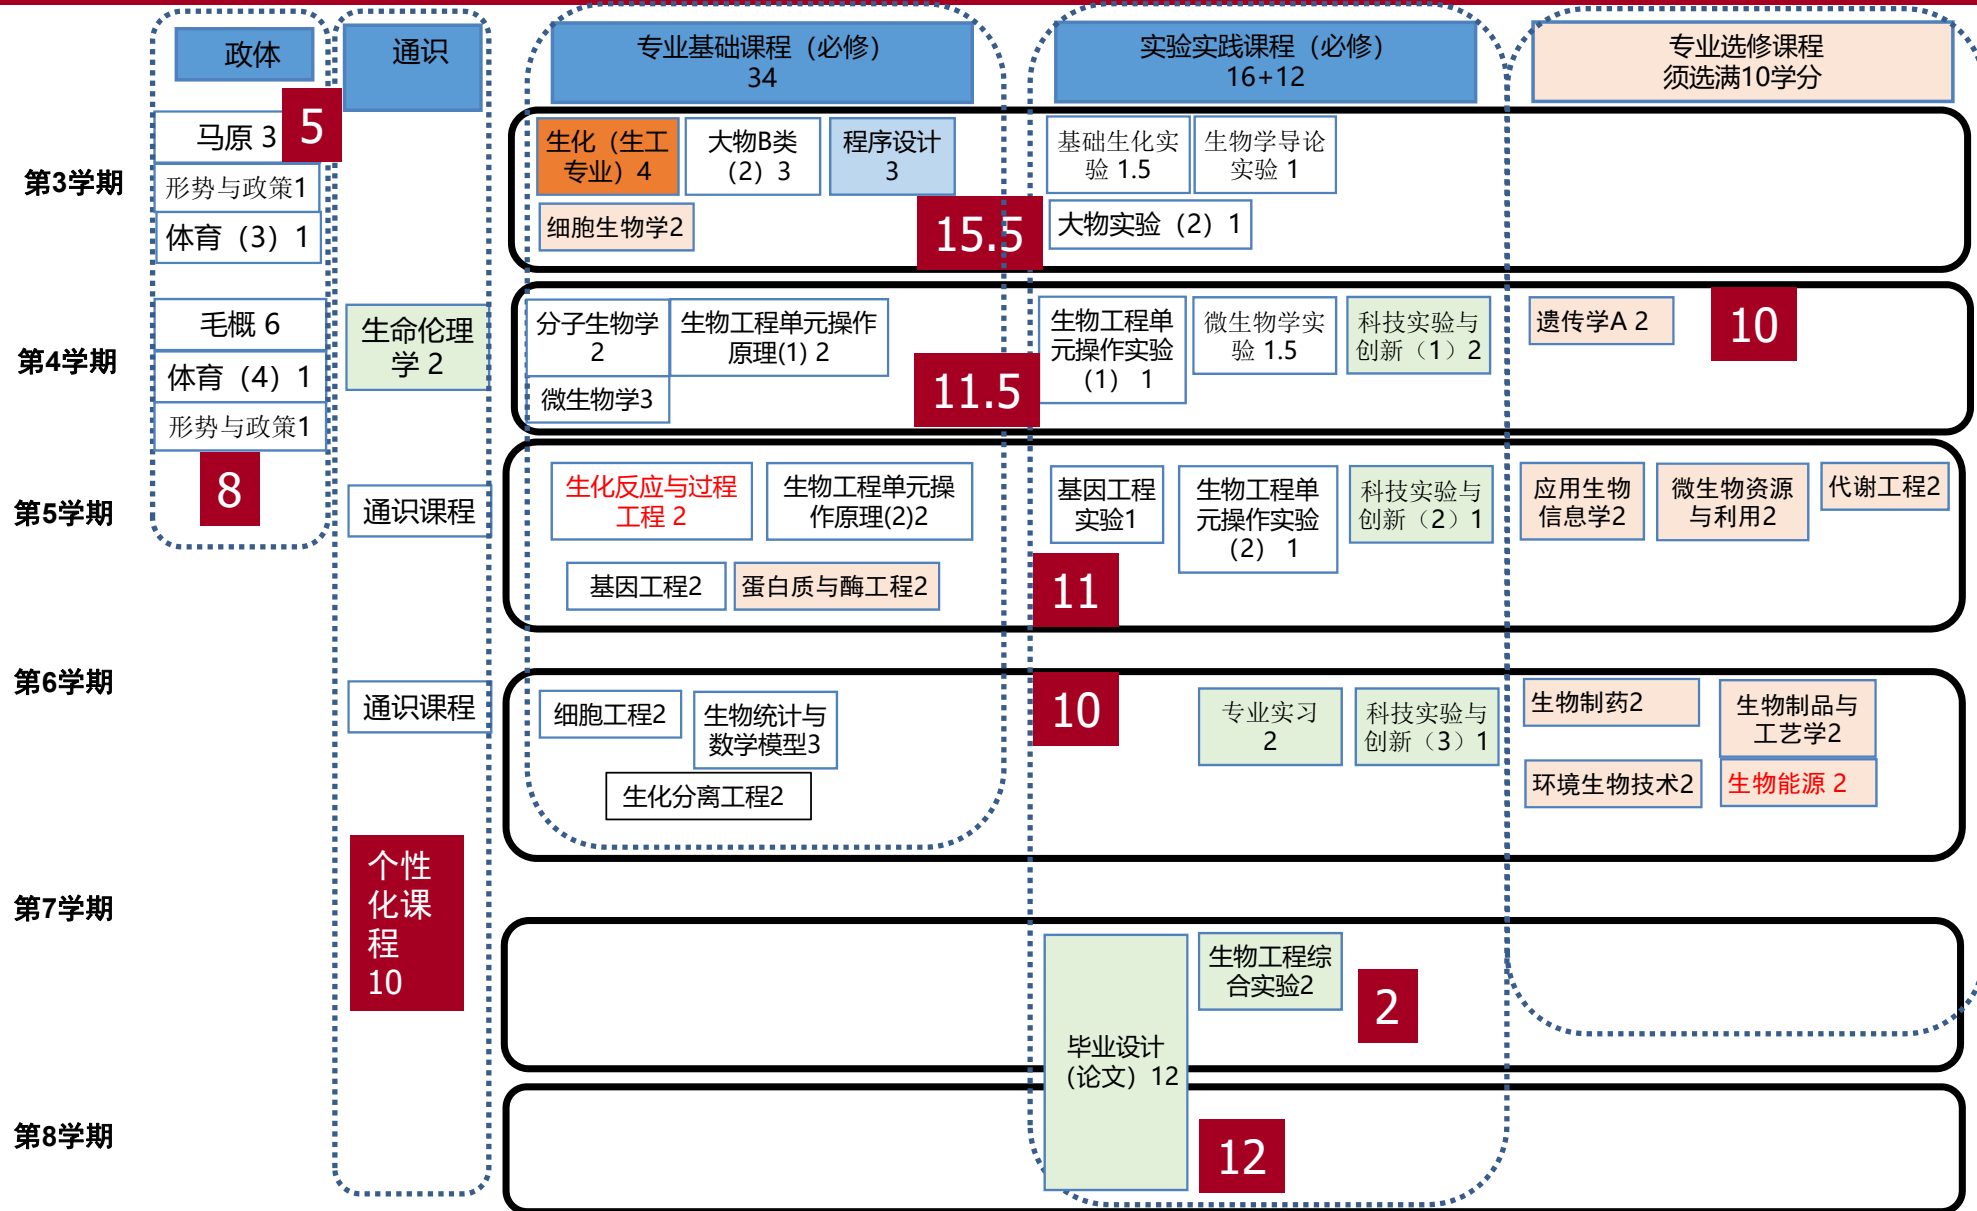 政体
通识
专业基础课程（必修）
34
实验实践课程（必修）
16+12
专业选修课程
须选满10学分
第3学期
马原 3
5
形势与政策1
体育（3）1
生化（生工
专业）4
大物B类
（2）3
程序设计
3
细胞生物学2
15.5
基础生化实
验 1.5
生物学导论
实验 1
大物实验（2）1
第4学期
毛概 6
体育（4）1
形势与政策1
8
生命伦理
学 2
分子生物学
2
生物工程单元操作
原理(1) 2
微生物学3
11.5
生物工程单
元操作实验
（1） 1
微生物学实
验 1.5
科技实验与
创新（1）2
遗传学A 2
10
第5学期
通识课程
生化反应与过程
工程 2
生物工程单元操
作原理(2)2
基因工程2
蛋白质与酶工程2
11
基因工程
实验1
生物工程单
元操作实验
（2） 1
科技实验与
创新（2）1
应用生物
信息学2
微生物资源
与利用2
代谢工程2
第6学期
通识课程
细胞工程2
生物统计与
数学模型3
生化分离工程2
10
专业实习
2
科技实验与
创新（3）1
生物制药2
生物制品与
工艺学2
环境生物技术2
生物能源 2
第7学期
个性
化课
程
10
生物工程综
合实验2
2
毕业设计
(论文）12
第8学期
12